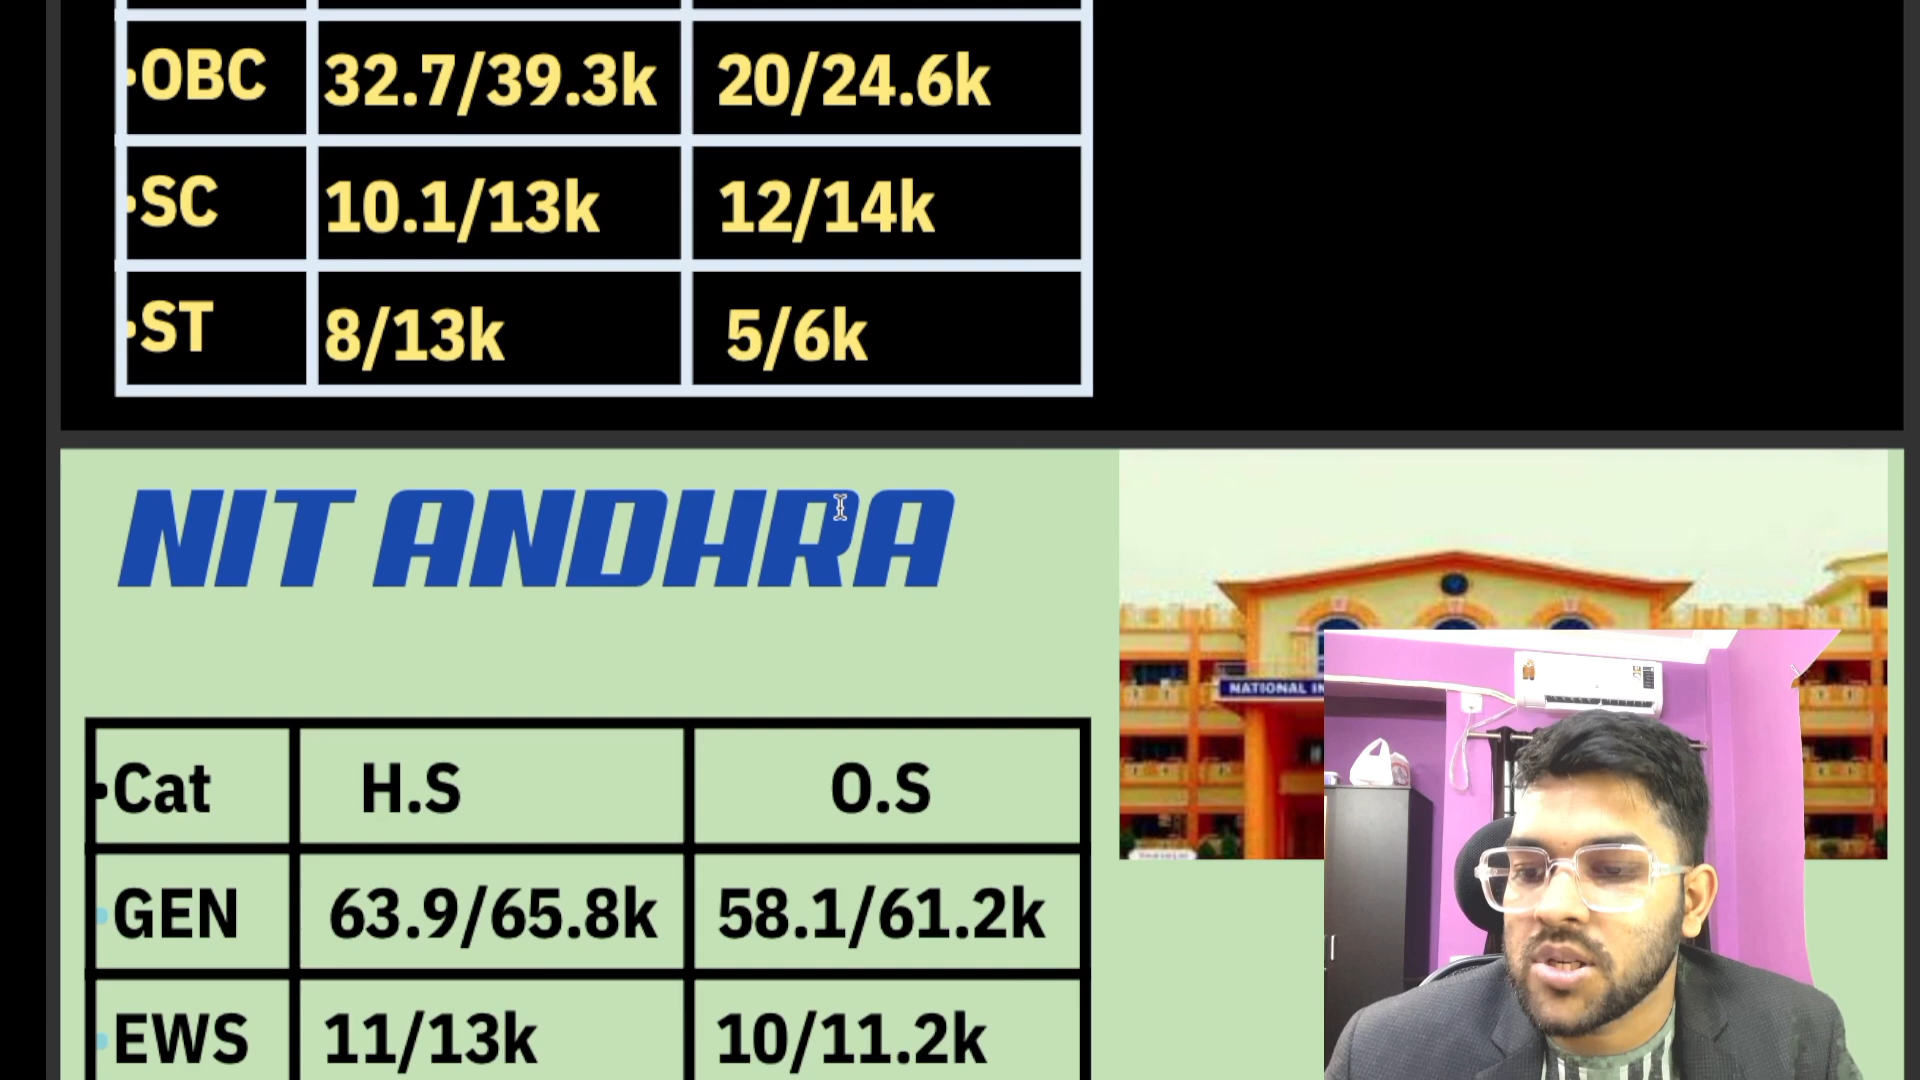 •OBC 32.7/39.3k 20/24.6k
•SC 10.1/13k 12/14k
•ST 8/13k 5/6k
NIT ANDHRA
NATIONAL IN
•Cat H.S O.S
•GEN 63.9/65.8k 58.1/61.2k
•EWS 11/13k 10/11.2k